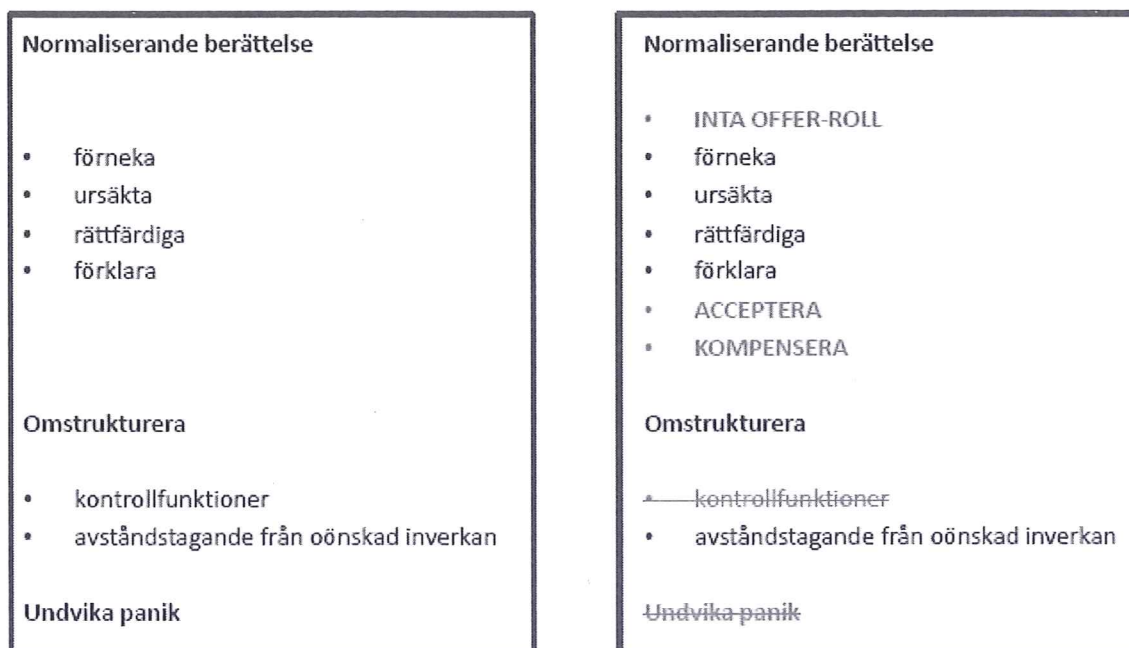 Normaliserande berättelse
• förneka
• ursäkta
• rättfärdiga
• förklara
Omstrukturera
• kontrollfunktioner
• avståndstagande från oönskad inverkan
Undvika panik
Normaliserande berättelse
• INTA OFFER-ROLL
• förneka
• ursäkta
• rättfärdiga
• förklara
• ACCEPTERA
• KOMPENSERA
Omstrukturera
• kontrollfunktioner
• avståndstagande från oönskad inverkan
Undvika panik